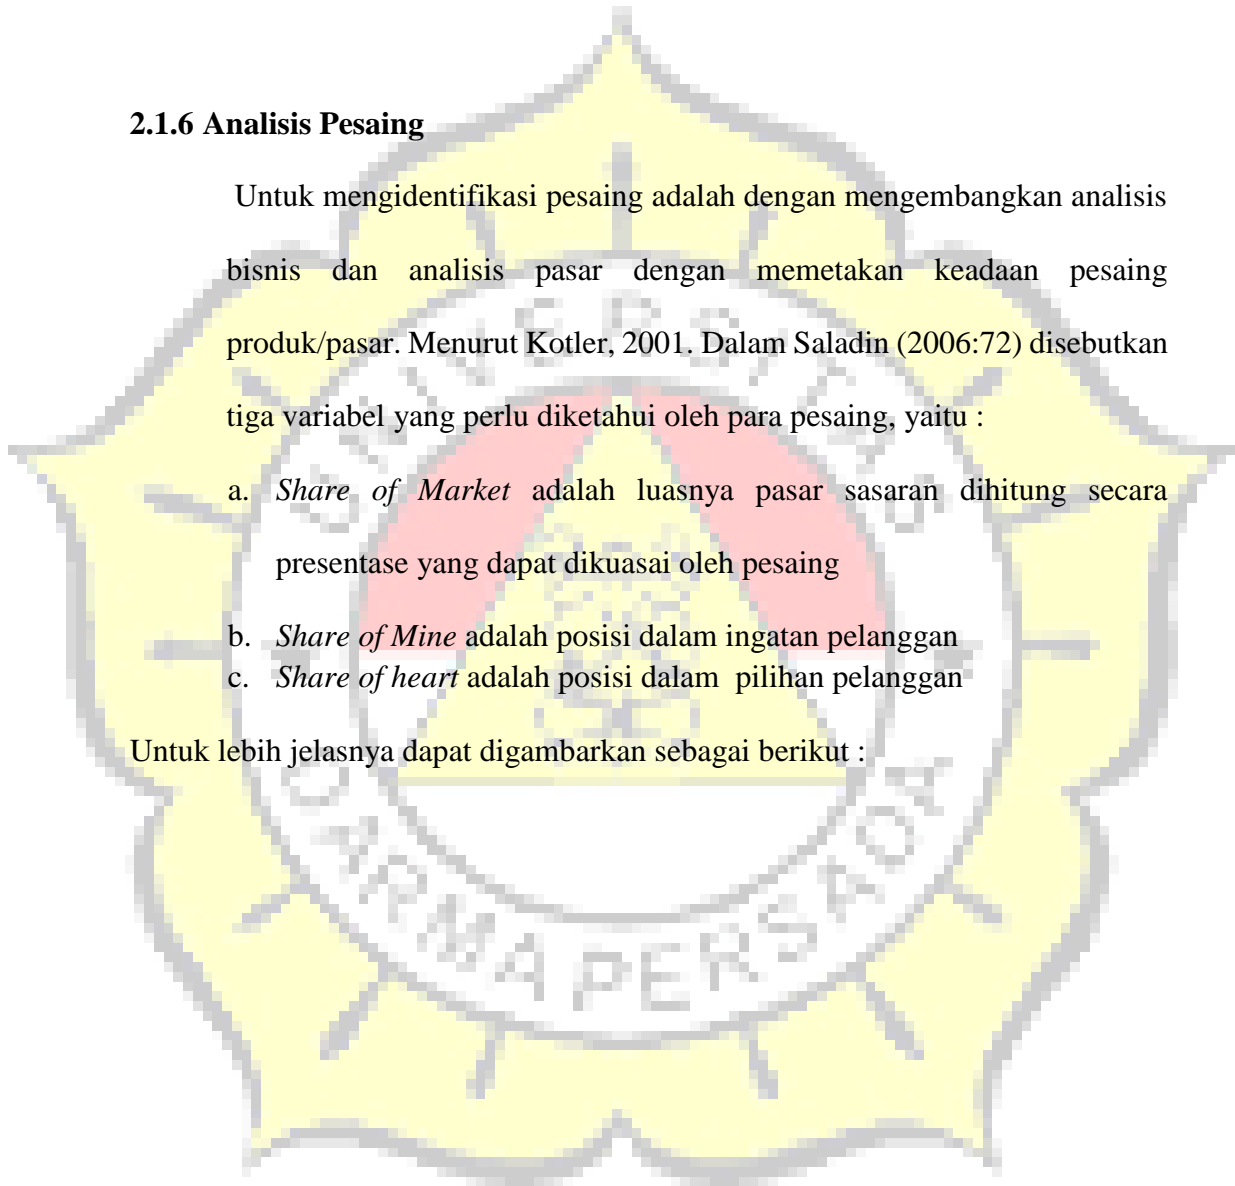 2.1.6 Analisis Pesaing
Untuk mengidentifikasi pesaing adalah dengan mengembangkan analisis
bisnis dan analisis pasar dengan memetakan keadaan pesaing
produk/pasar. Menurut Kotler, 2001. Dalam Saladin (2006:72) disebutkan
tiga variabel yang perlu diketahui oleh para pesaing, yaitu :
a. Share of Market adalah luasnya pasar sasaran dihitung secara
presentase yang dapat dikuasai oleh pesaing
b. Share of Mine adalah posisi dalam ingatan pelanggan
c. Share of heart adalah posisi dalam pilihan pelanggan
Untuk lebih jelasnya dapat digambarkan sebagai berikut :
UNIVERSITAS
DARMA PERSADA